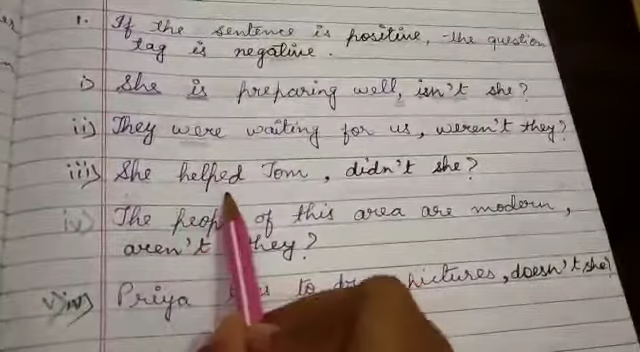 1. If the sentence is positive, the question
tag is negative.
i) She is preparing well, isn't she?
ii) They were waiting for us, weren't they?
iii) She helped Tom, didn't she?
iv) The of this area are modern,
aren't they?
Priya to pictures, doesn't she?